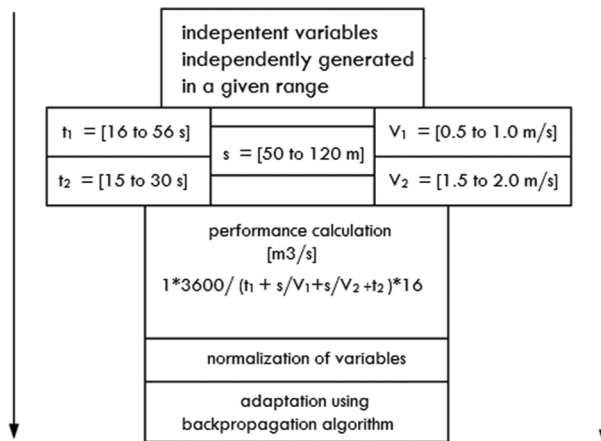 indepentent variables
independently generated
in a given range
t1 = [16 to 56 s]
s = [50 to 120 m]
V1 = [0.5 to 1.0 m/s]
t2 = [15 to 30 s]
V2 = [1.5 to 2.0 m/s]
performance calculation
[m3/s]
1*3600/ (t1 + s/V1+s/V2 +t2)*16
normalization of variables
adaptation using
backpropagation algorithm